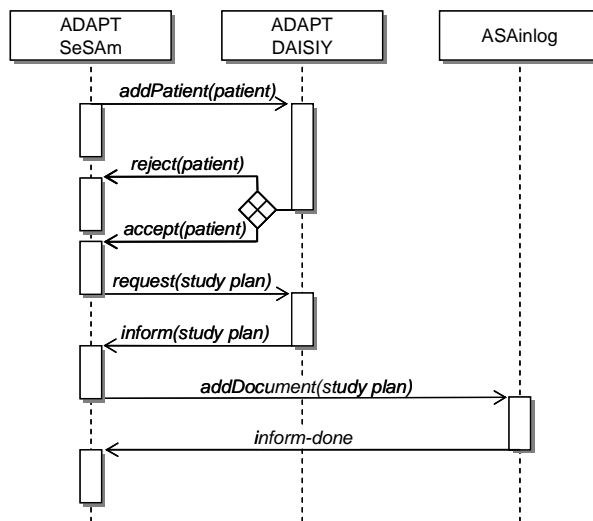 ADAPT
SeSAm
ADAPT
DAISIY
ASAinlog
addPatient(patient)
reject(patient)
accept(patient)
request(study plan)
inform(study plan)
addDocument(study plan)
inform-done